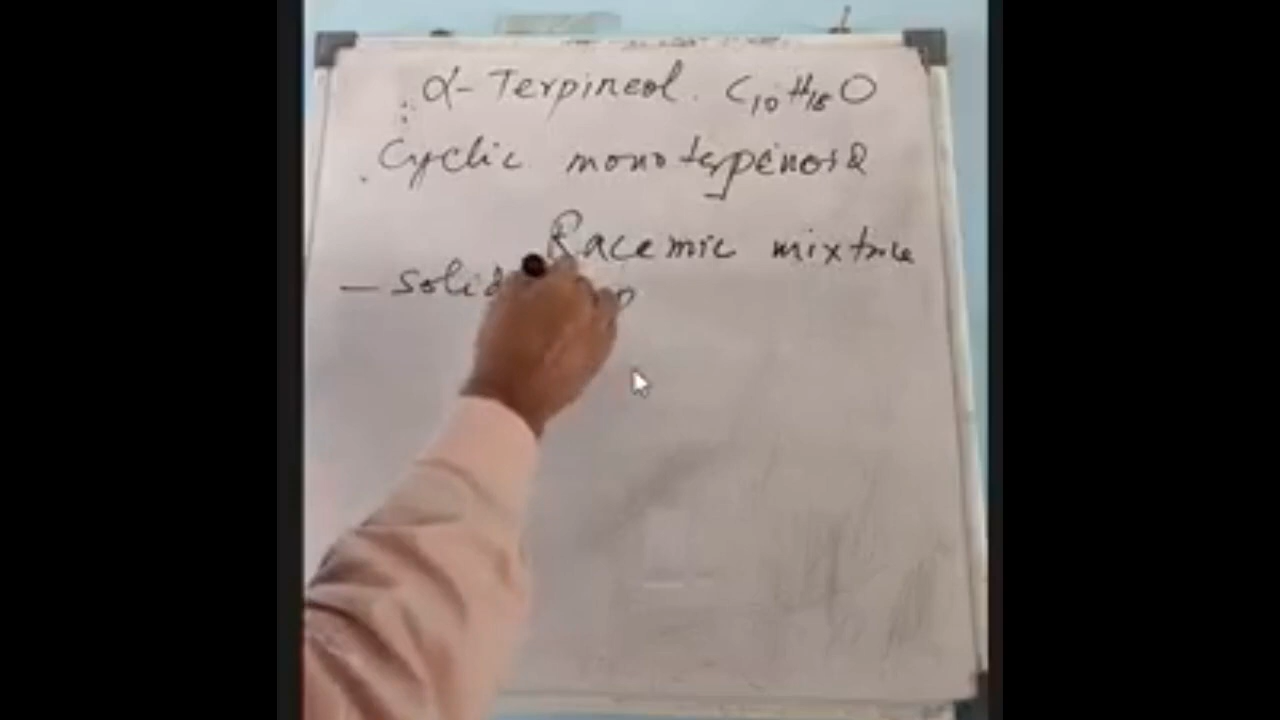 α- Terpineol. C10H18O
Cyclic monoterpenoid
Racemic mixture
— Solid